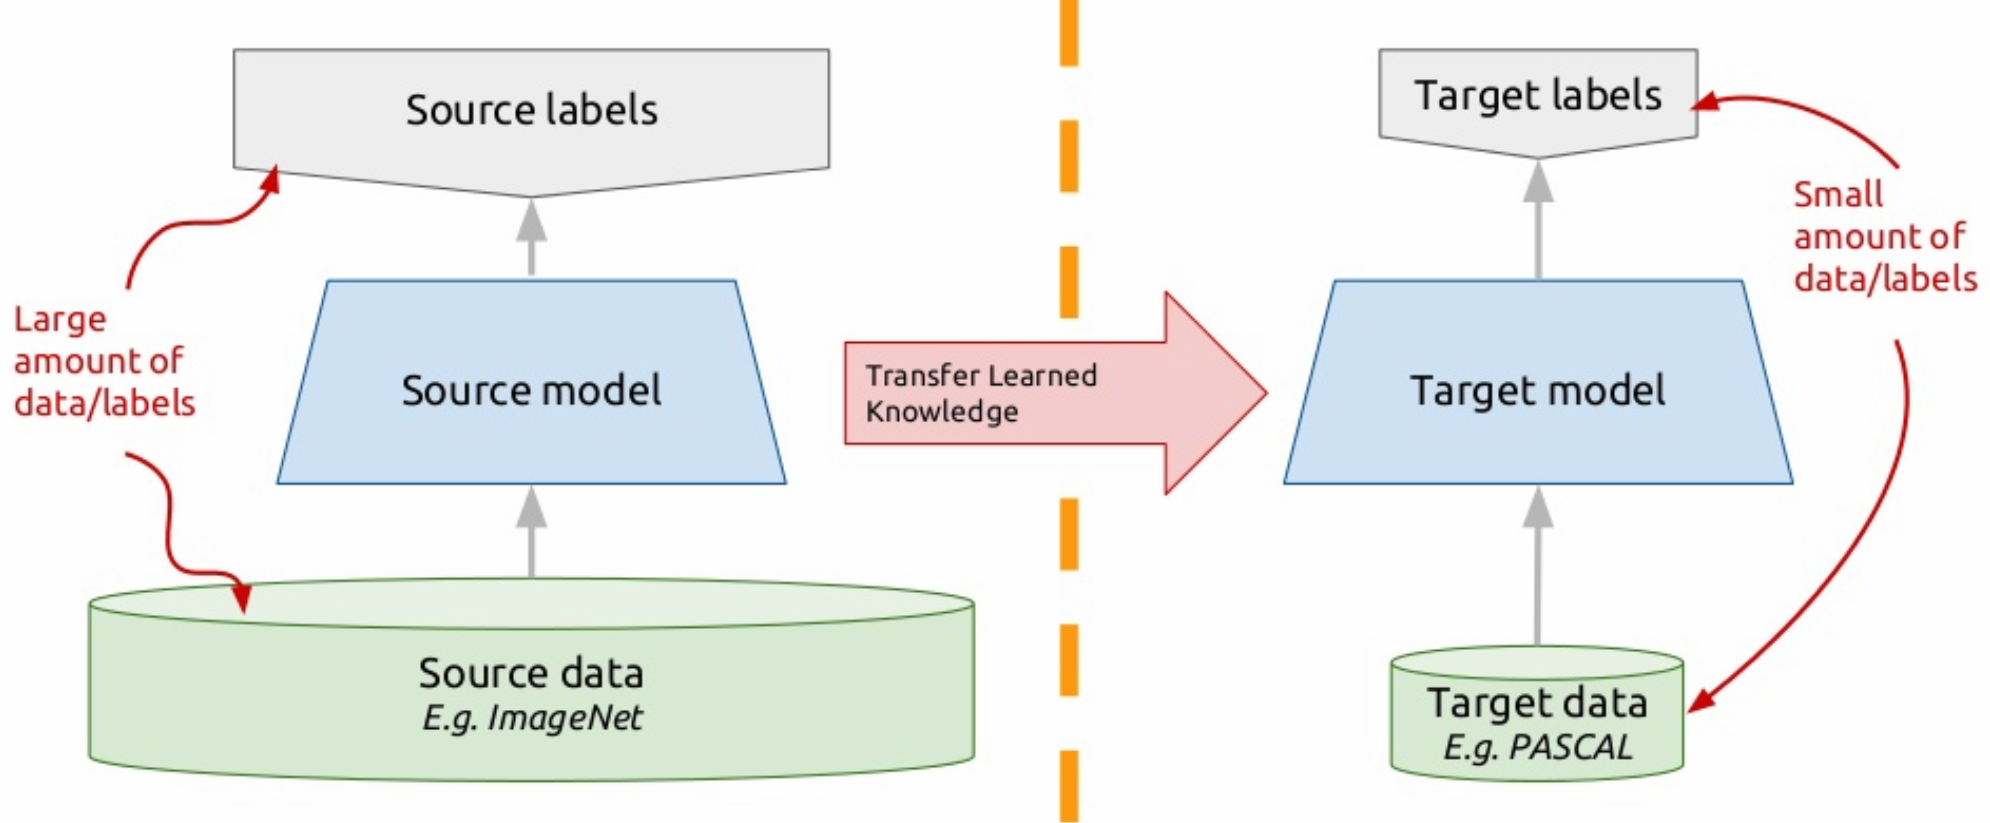 Source labels
Large
amount of
data/labels
Source model
Source data
E.g. ImageNet
Transfer Learned
Knowledge
Target labels
Small
amount of
data/labels
Target model
Target data
E.g. PASCAL